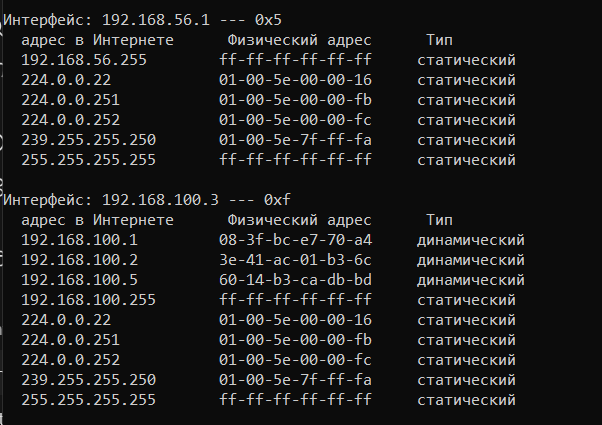 Интерфейс: 192.168.56.1 --- 0x5
адрес в Интернете Физический адрес Тип
192.168.56.255 ff-ff-ff-ff-ff-ff статический
224.0.0.22 01-00-5e-00-00-16 статический
224.0.0.251 01-00-5e-00-00-fb статический
224.0.0.252 01-00-5e-00-00-fc статический
239.255.255.250 01-00-5e-7f-ff-fa статический
255.255.255.255 ff-ff-ff-ff-ff-ff статический
Интерфейс: 192.168.100.3 --- 0xf
адрес в Интернете Физический адрес Тип
192.168.100.1 08-3f-bc-e7-70-a4 динамический
192.168.100.2 3e-41-ac-01-b3-6c динамический
192.168.100.5 60-14-b3-ca-db-bd динамический
192.168.100.255 ff-ff-ff-ff-ff-ff статический
224.0.0.22 01-00-5e-00-00-16 статический
224.0.0.251 01-00-5e-00-00-fb статический
224.0.0.252 01-00-5e-00-00-fc статический
239.255.255.250 01-00-5e-7f-ff-fa статический
255.255.255.255 ff-ff-ff-ff-ff-ff статический